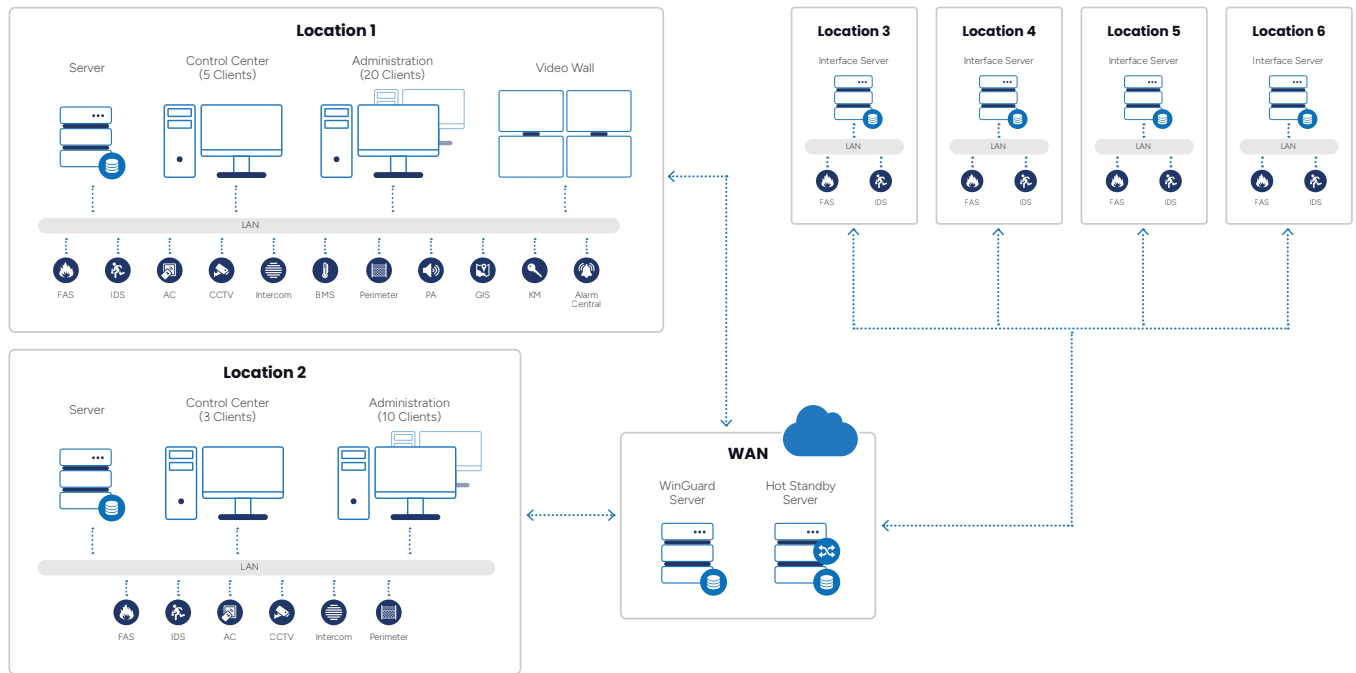 Location 1
Server
Control Center
(5 Clients)
Administration
(20 Clients)
Video Wall
LAN
FAS
IDS
AC
CCTV
Intercom
BMS
Perimeter
PA
GIS
KM
Alarm
Central
Location 2
Server
Control Center
(3 Clients)
Administration
(10 Clients)
LAN
FAS
IDS
AC
CCTV
Intercom
Perimeter
WAN
WinGuard
Server
Hot Standby
Server
Location 3
Interface Server
LAN
FAS
IDS
Location 4
Interface Server
LAN
FAS
IDS
Location 5
Interface Server
LAN
FAS
IDS
Location 6
Interface Server
LAN
FAS
IDS